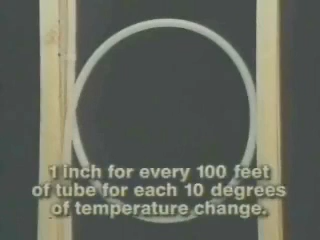 1 inch for every 100 feet
of tube for each 10 degrees
of temperature change.